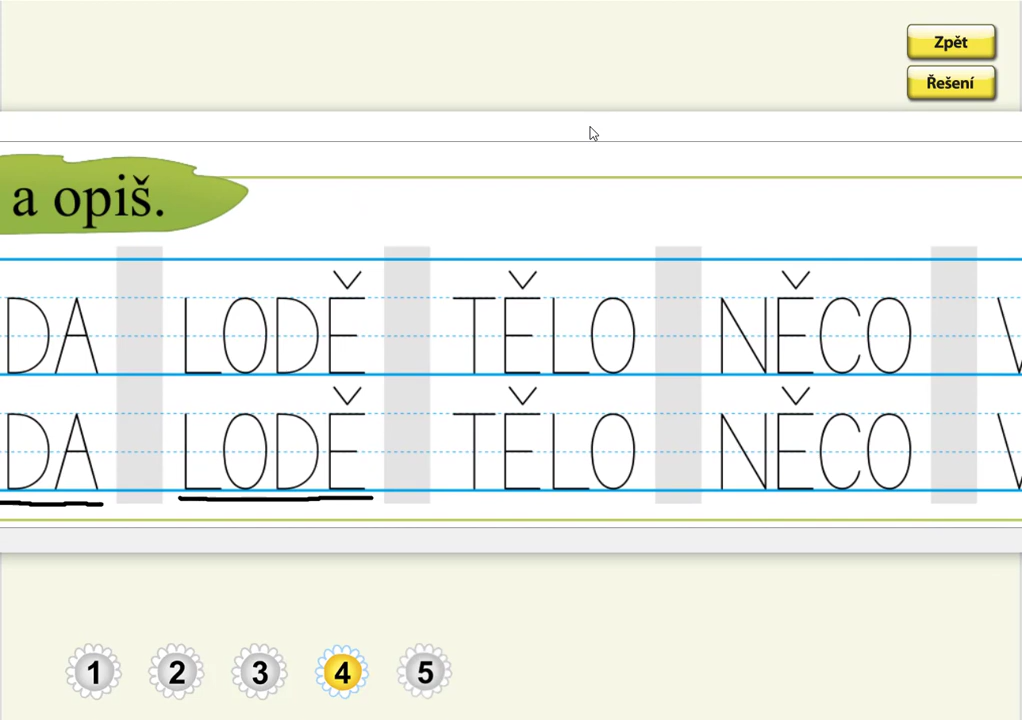 Zpět
Řešení
a opiš.
DA LODĚ TĚLO NĚCO
DA LODĚ TĚLO NĚCO
1 2 3 4 5